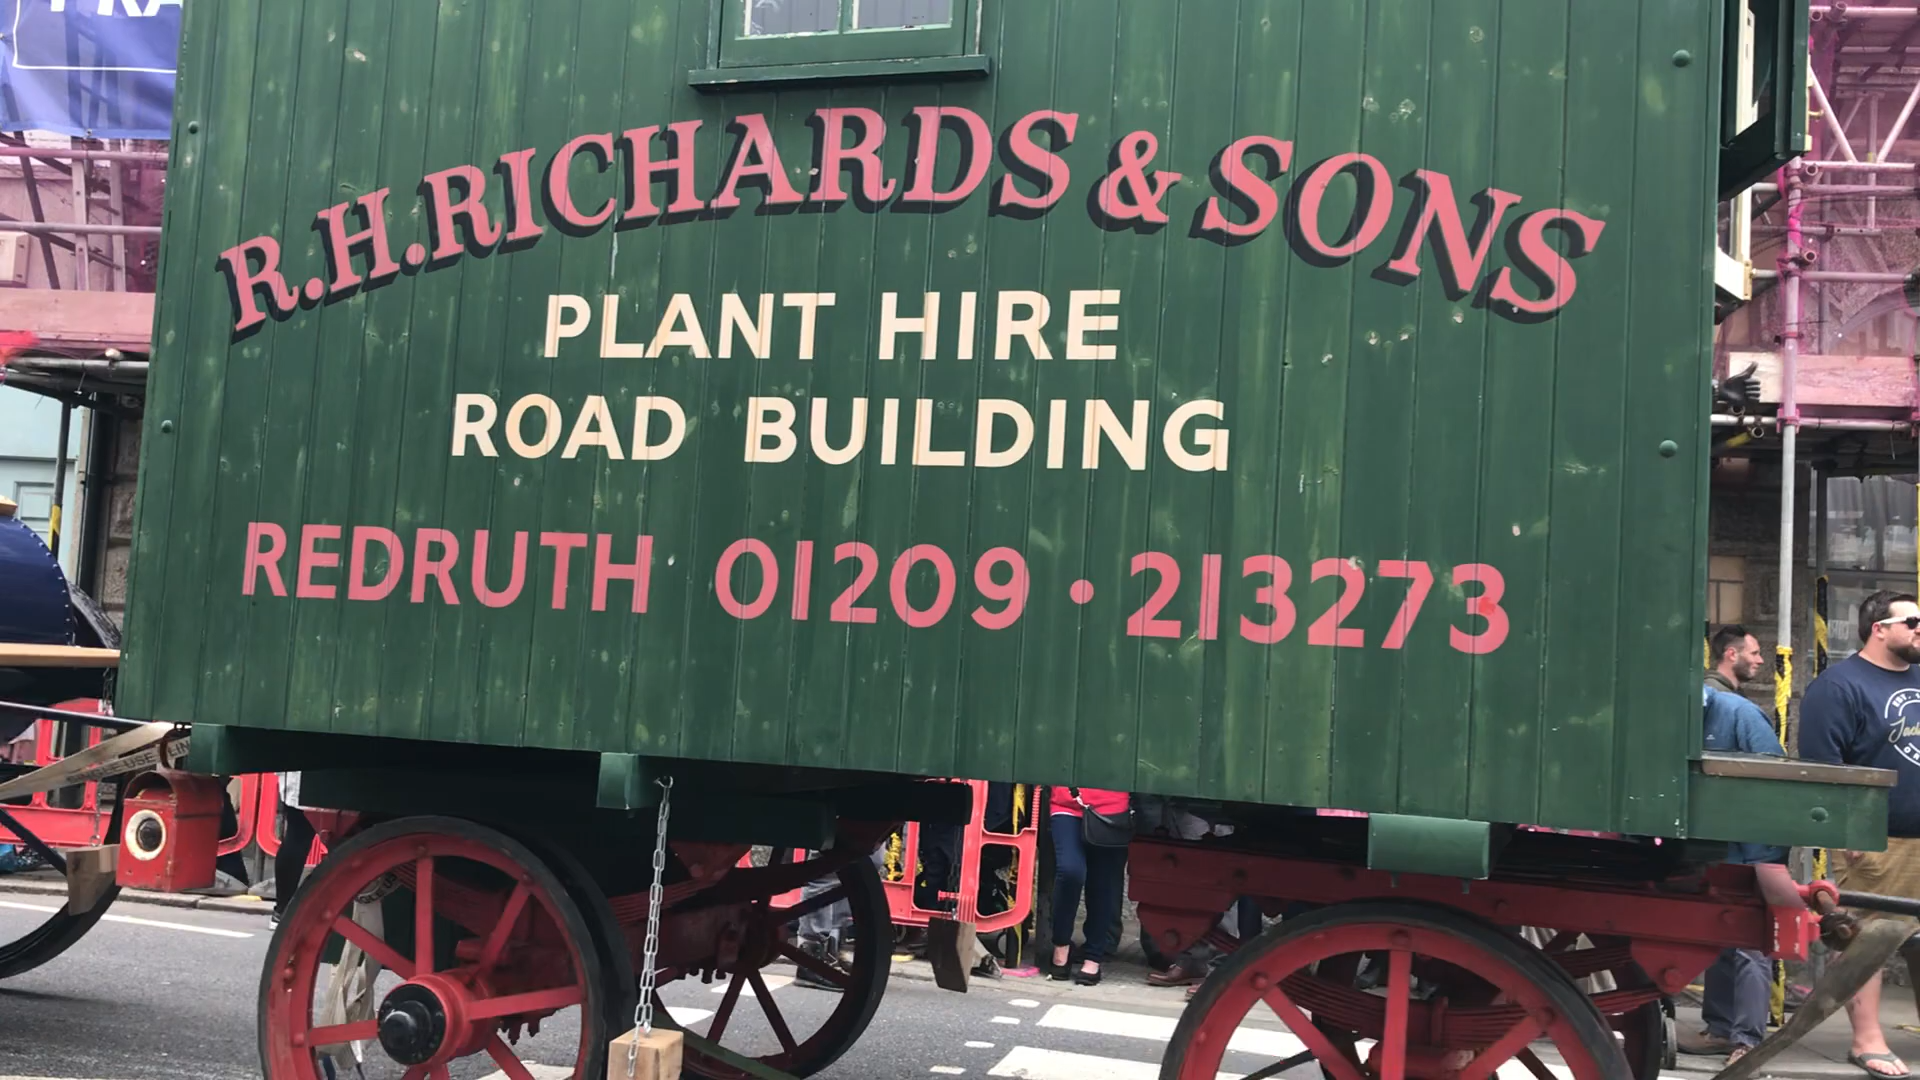 R.H.RICHARDS & SONS
PLANT HIRE
ROAD BUILDING
REDRUTH 01209 · 213273